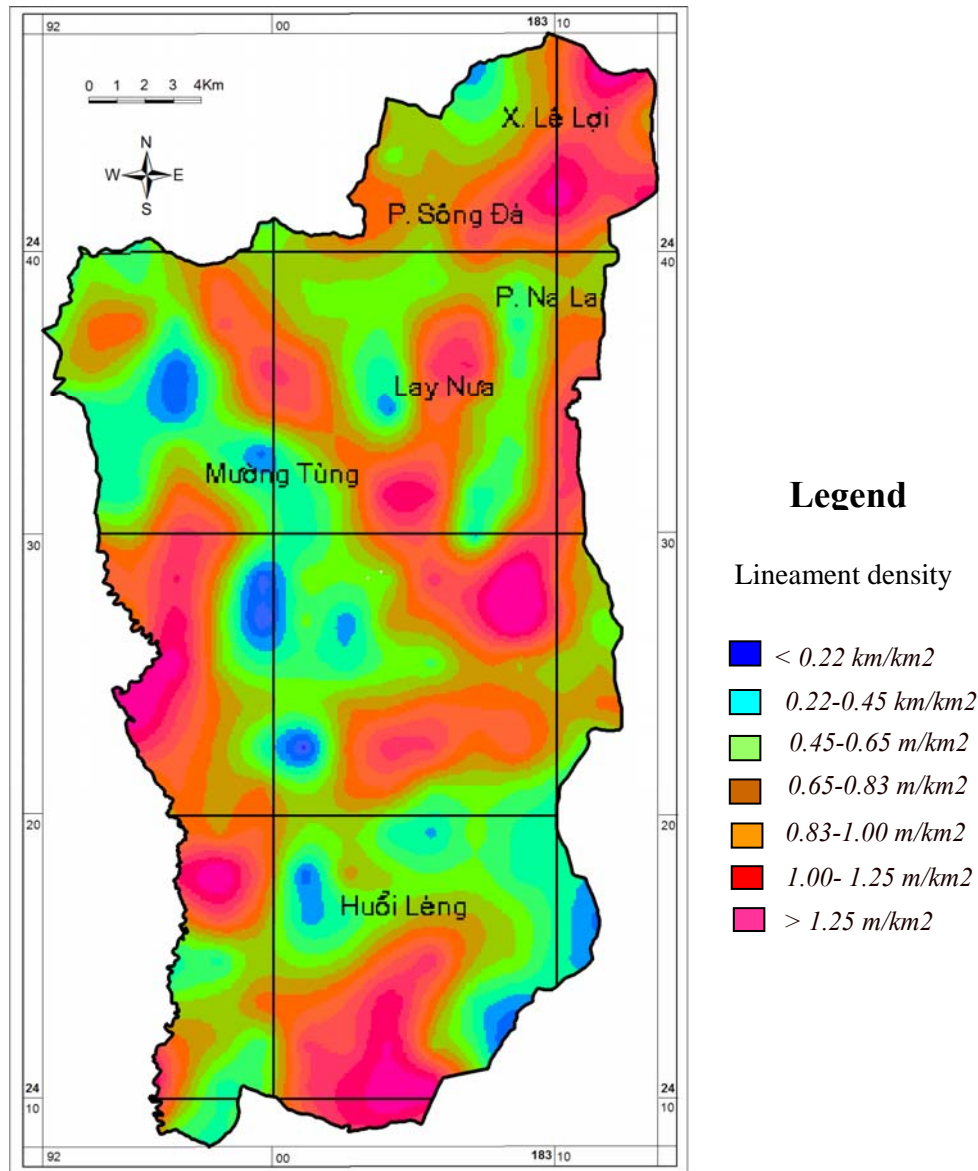 92 00 183 10
0 1 2 3 4Km
N
W E
S
X. Lê Lợi
P. Sông Đà
24 24
40 40
P. Na La
Lay Nưa
Mường Tùng
30 30
20 20
Huổi Lèng
24 24
10 10
92 00 183 10
Legend
Lineament density
< 0.22 km/km2
0.22-0.45 km/km2
0.45-0.65 m/km2
0.65-0.83 m/km2
0.83-1.00 m/km2
1.00- 1.25 m/km2
> 1.25 m/km2